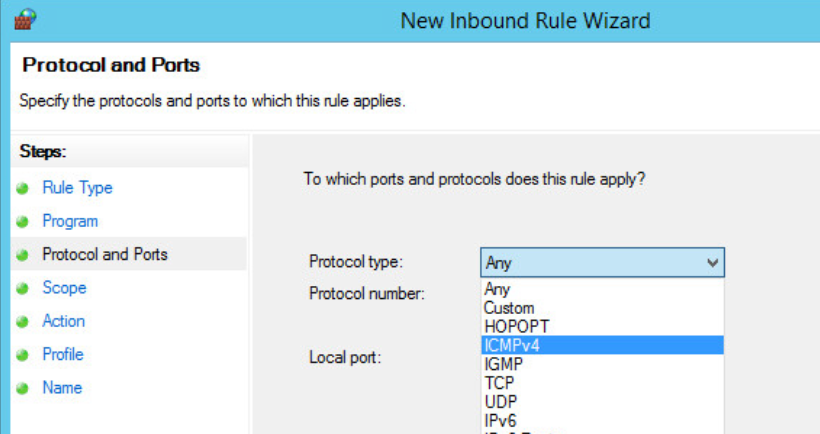 New Inbound Rule Wizard
Protocol and Ports
Specify the protocols and ports to which this rule applies.
Steps:
Rule Type
Program
Protocol and Ports
Scope
Action
Profile
Name
To which ports and protocols does this rule apply?
Protocol type: Any
Protocol number:
Local port:
Any
Custom
HOPOPT
ICMPv4
IGMP
TCP
UDP
IPv6